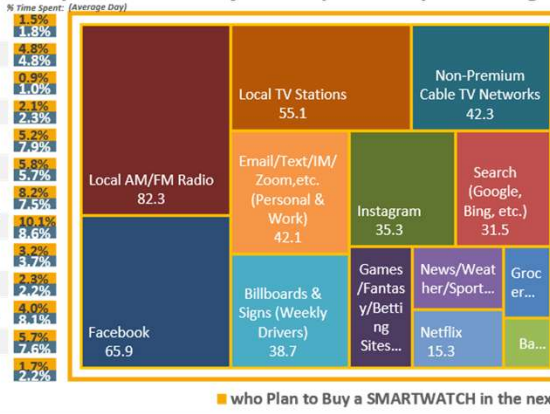 % Time Spent: (Average Day)
1.5%
1.8%
4.8%
4.8%
0.9%
1.0%
2.1%
2.3%
5.2%
7.9%
5.8%
5.7%
8.2%
7.5%
10.1%
8.6%
3.2%
3.7%
2.3%
2.2%
4.0%
8.1%
5.7%
7.6%
1.7%
2.2%
Local AM/FM Radio
82.3
Facebook
65.9
Local TV Stations
55.1
Non-Premium
Cable TV Networks
42.3
Email/Text/IM/
Zoom,etc.
(Personal &
Work)
42.1
Instagram
35.3
Search
(Google,
Bing, etc.)
31.5
Billboards &
Signs (Weekly
Drivers)
38.7
Games
/Fantas
y/Betti
ng
Sites...
News/Weat
her/Sport...
Groc
er...
Netflix
15.3
Ba...
who Plan to Buy a SMARTWATCH in the nex